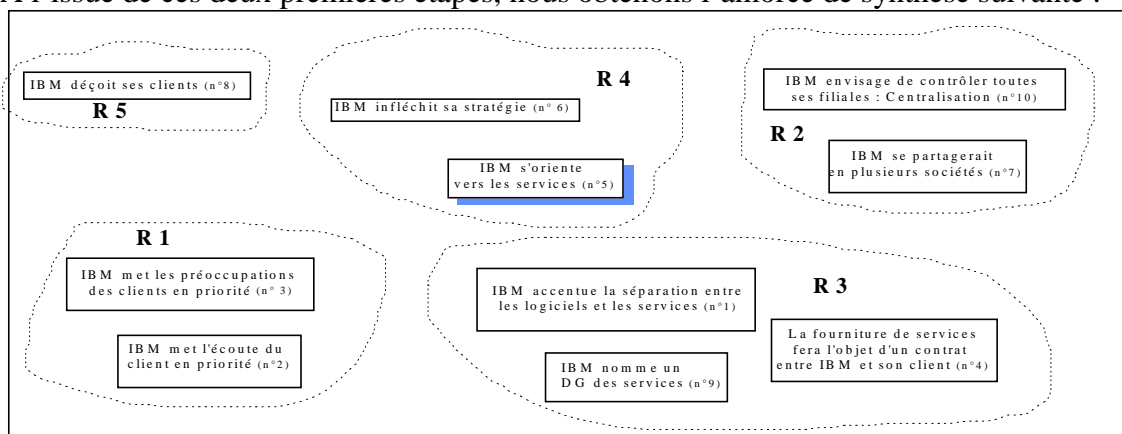 A l'issue de ces deux premières étapes, nous obtenons l'amorce de synthèse suivante :
IBM déçoit ses clients (n°8)
R 5
R 4
IBM infléchit sa stratégie (n° 6)
IBM s'oriente
vers les services (n°5)
IBM envisage de contrôler toutes
ses filiales : Centralisation (n°10)
R 2
IBM se partagerait
en plusieurs sociétés (n°7)
R 1
IBM met les préoccupations
des clients en priorité (n° 3)
IBM met l'écoute du
client en priorité (n°2)
IBM accentue la séparation entre
les logiciels et les services (n°1)
R 3
La fourniture de services
fera l'objet d'un contrat
entre IBM et son client (n°4)
IBM nomme un
DG des services (n°9)